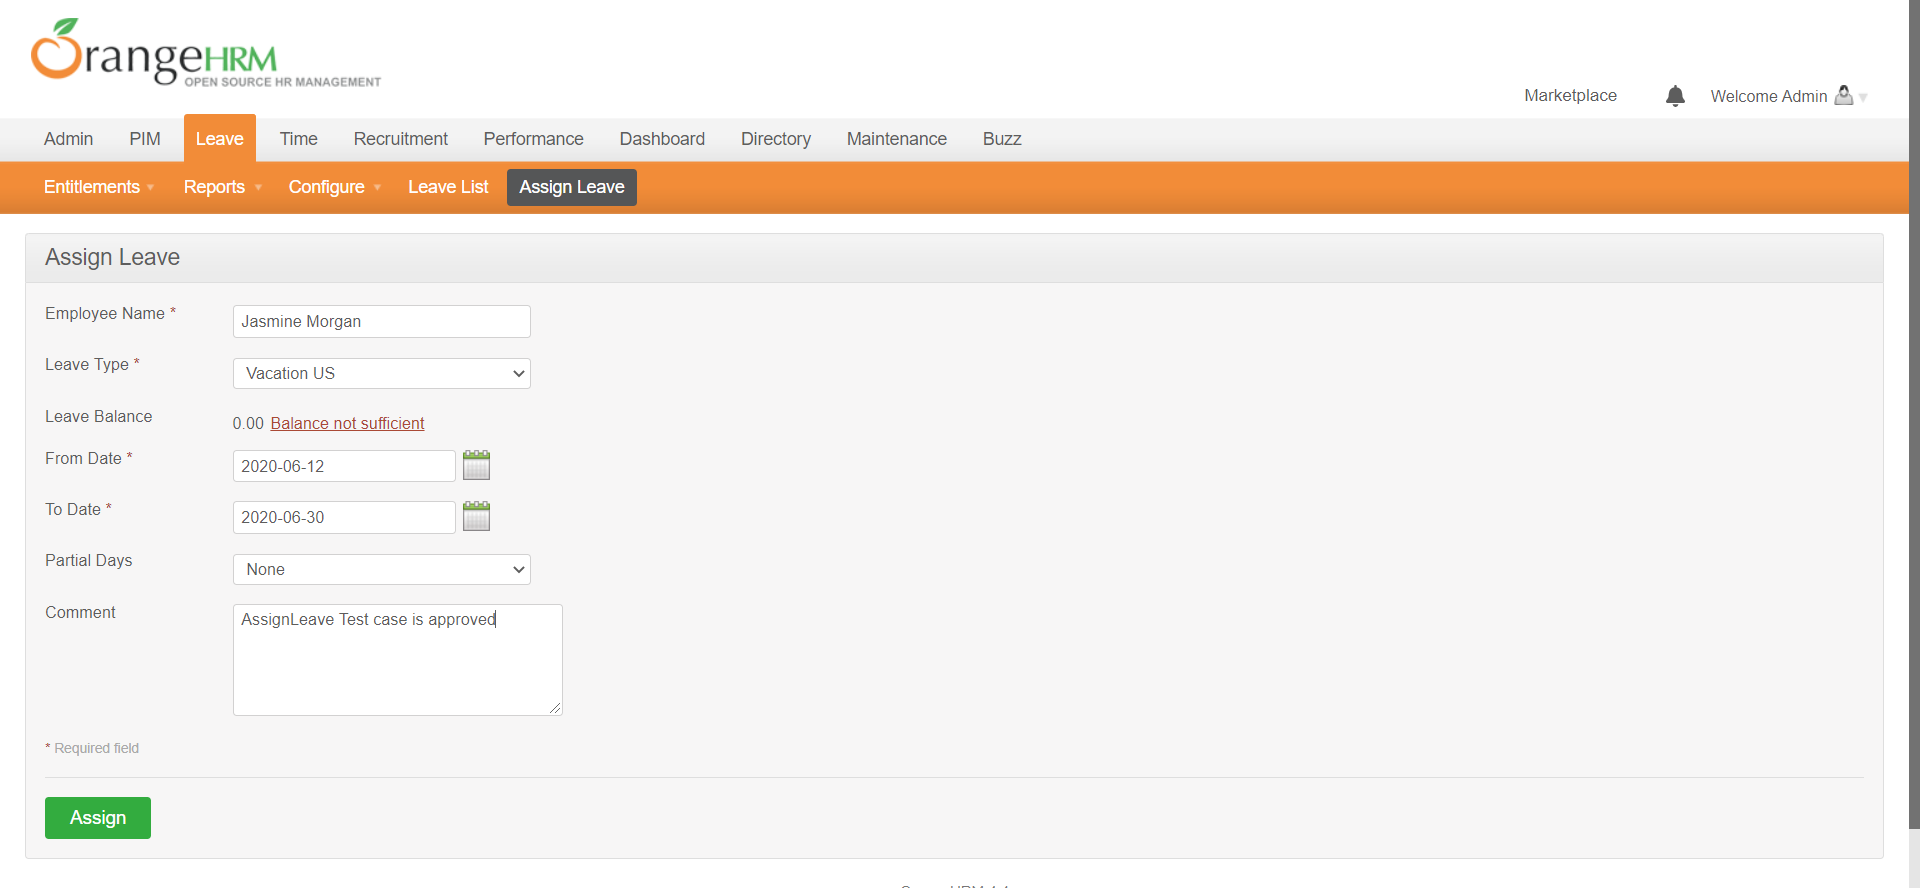 OrangeHRM
OPEN SOURCE HR MANAGEMENT
Marketplace Welcome Admin
Admin PIM Leave Time Recruitment Performance Dashboard Directory Maintenance Buzz
Entitlements Reports Configure Leave List Assign Leave
Assign Leave
Employee Name * Jasmine Morgan
Leave Type * Vacation US
Leave Balance 0.00 Balance not sufficient
From Date * 2020-06-12
To Date * 2020-06-30
Partial Days None
Comment AssignLeave Test case is approved
* Required field
Assign